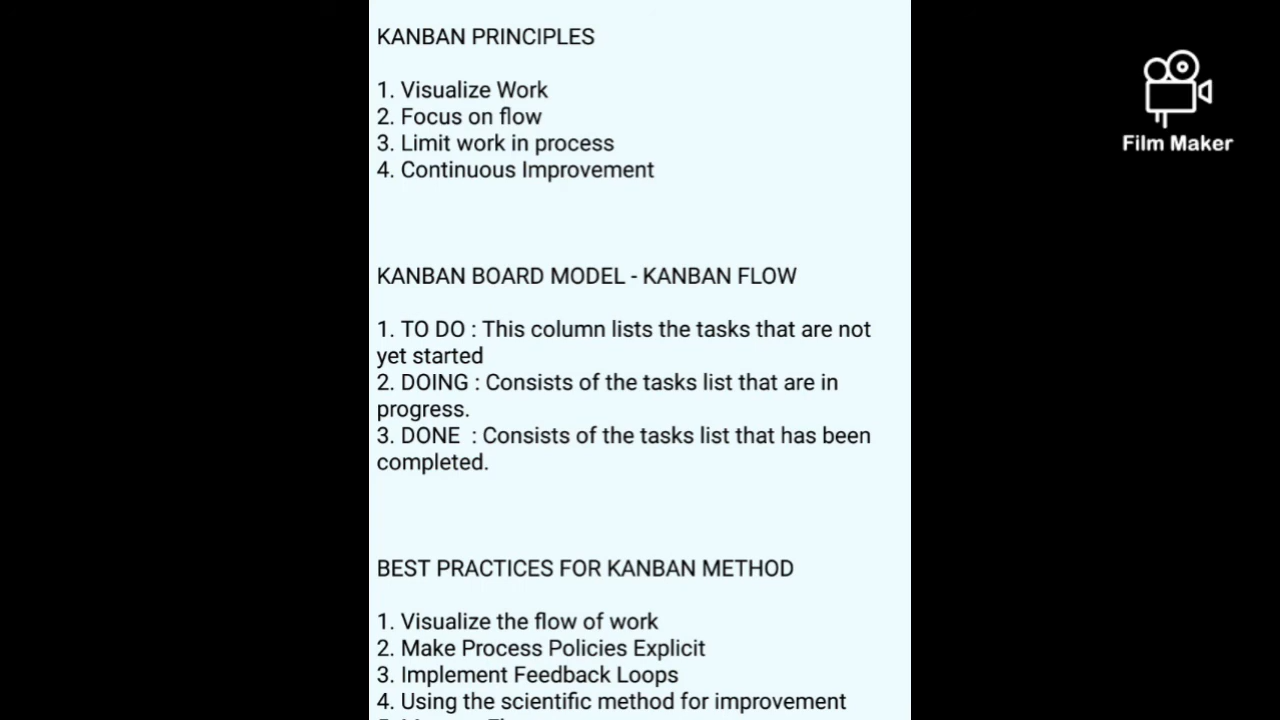 KANBAN PRINCIPLES
1. Visualize Work
2. Focus on flow
3. Limit work in process
4. Continuous Improvement
Film Maker
KANBAN BOARD MODEL - KANBAN FLOW
1. TO DO : This column lists the tasks that are not
yet started
2. DOING : Consists of the tasks list that are in
progress.
3. DONE  : Consists of the tasks list that has been
completed.
BEST PRACTICES FOR KANBAN METHOD
1. Visualize the flow of work
2. Make Process Policies Explicit
3. Implement Feedback Loops
4. Using the scientific method for improvement